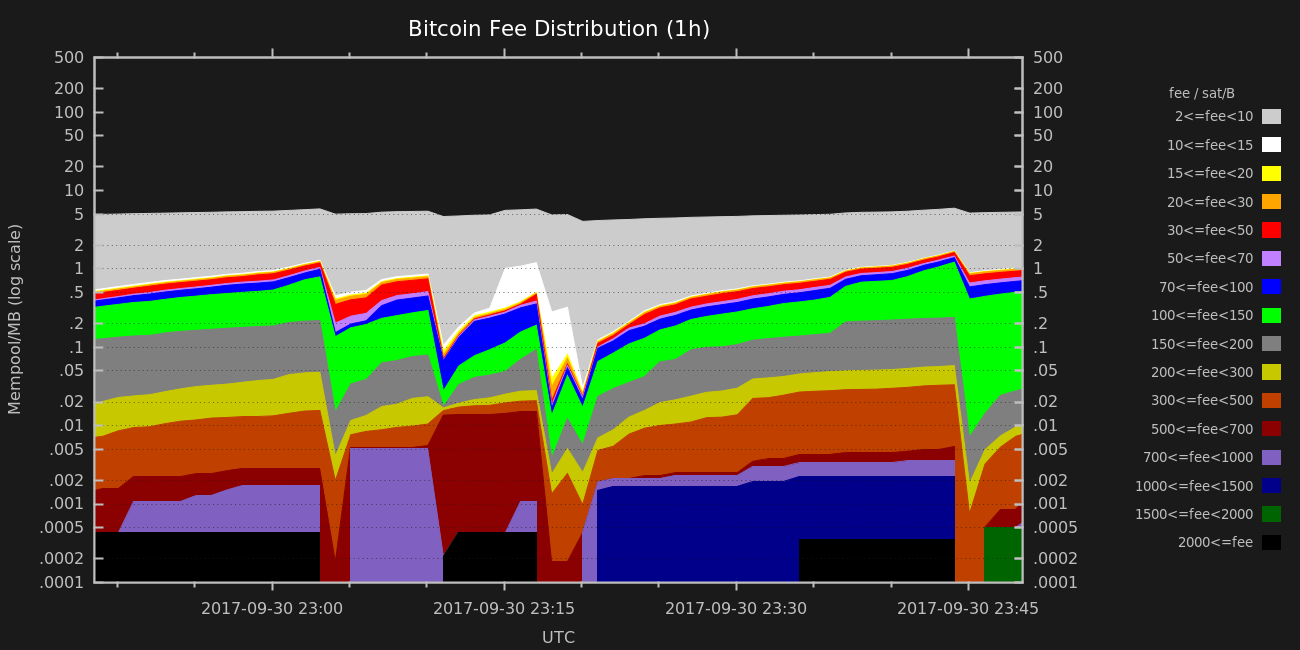 Bitcoin Fee Distribution (1h)
500 500
200 200
100 100
50 50
20 20
10 10
5 5
2 2
1 1
.5 .5
.2 .2
.1 .1
.05 .05
.02 .02
.01 .01
.005 .005
.002 .002
.001 .001
.0005 .0005
.0002 .0002
.0001 .0001
Mempool/MB (log scale)
2017-09-30 23:00 2017-09-30 23:15 2017-09-30 23:30 2017-09-30 23:45
UTC
fee / sat/B
2<=fee<10
10<=fee<15
15<=fee<20
20<=fee<30
30<=fee<50
50<=fee<70
70<=fee<100
100<=fee<150
150<=fee<200
200<=fee<300
300<=fee<500
500<=fee<700
700<=fee<1000
1000<=fee<1500
1500<=fee<2000
2000<=fee